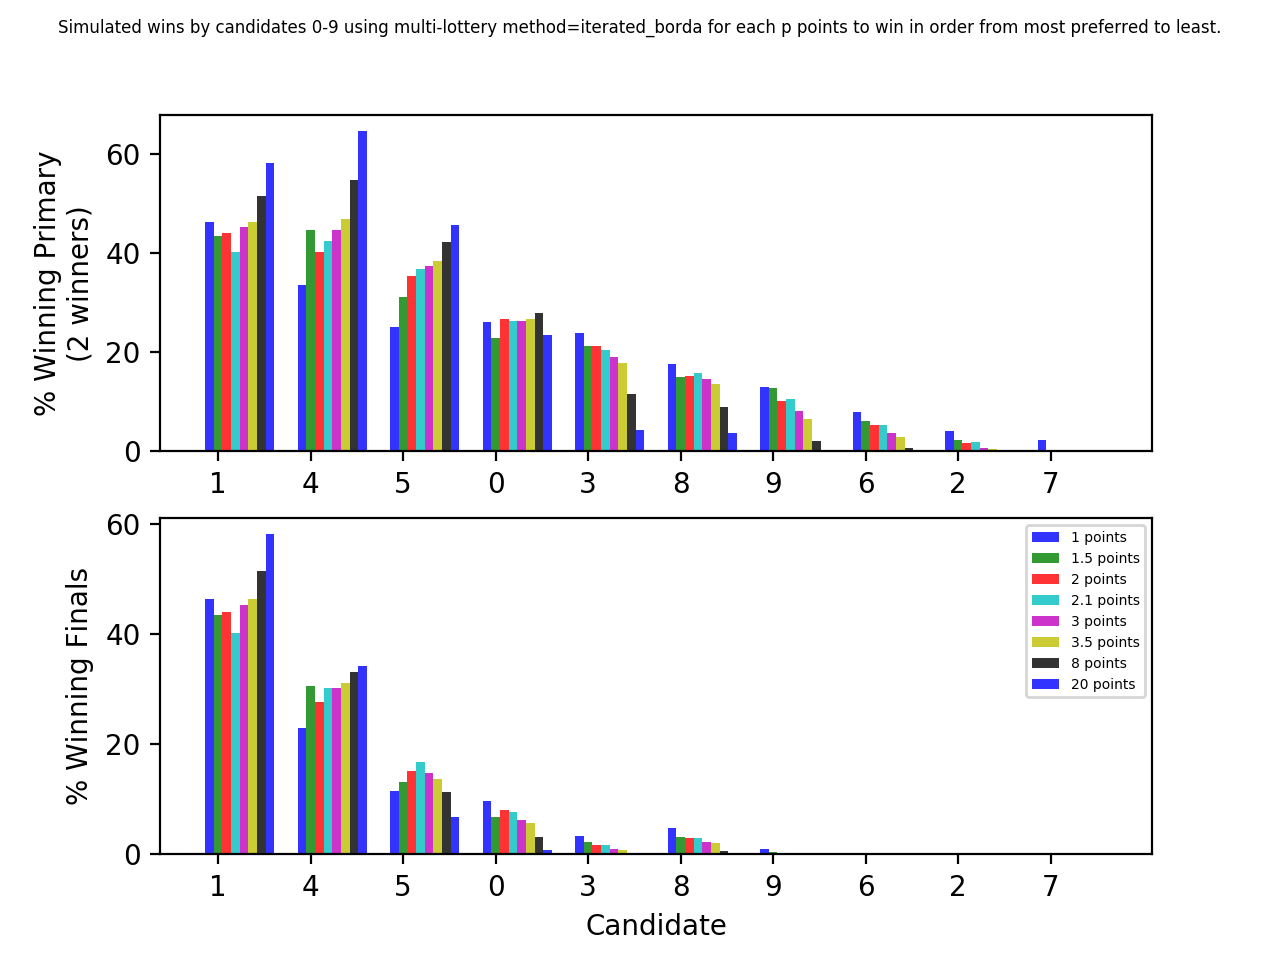 Simulated wins by candidates 0-9 using multi-lottery method=iterated_borda for each p points to win in order from most preferred to least.
% Winning Primary
(2 winners)
60
40
20
0
1 4 5 0 3 8 9 6 2 7
% Winning Finals
60
40
20
0
1 points
1.5 points
2 points
2.1 points
3 points
3.5 points
8 points
20 points
1 4 5 0 3 8 9 6 2 7
Candidate